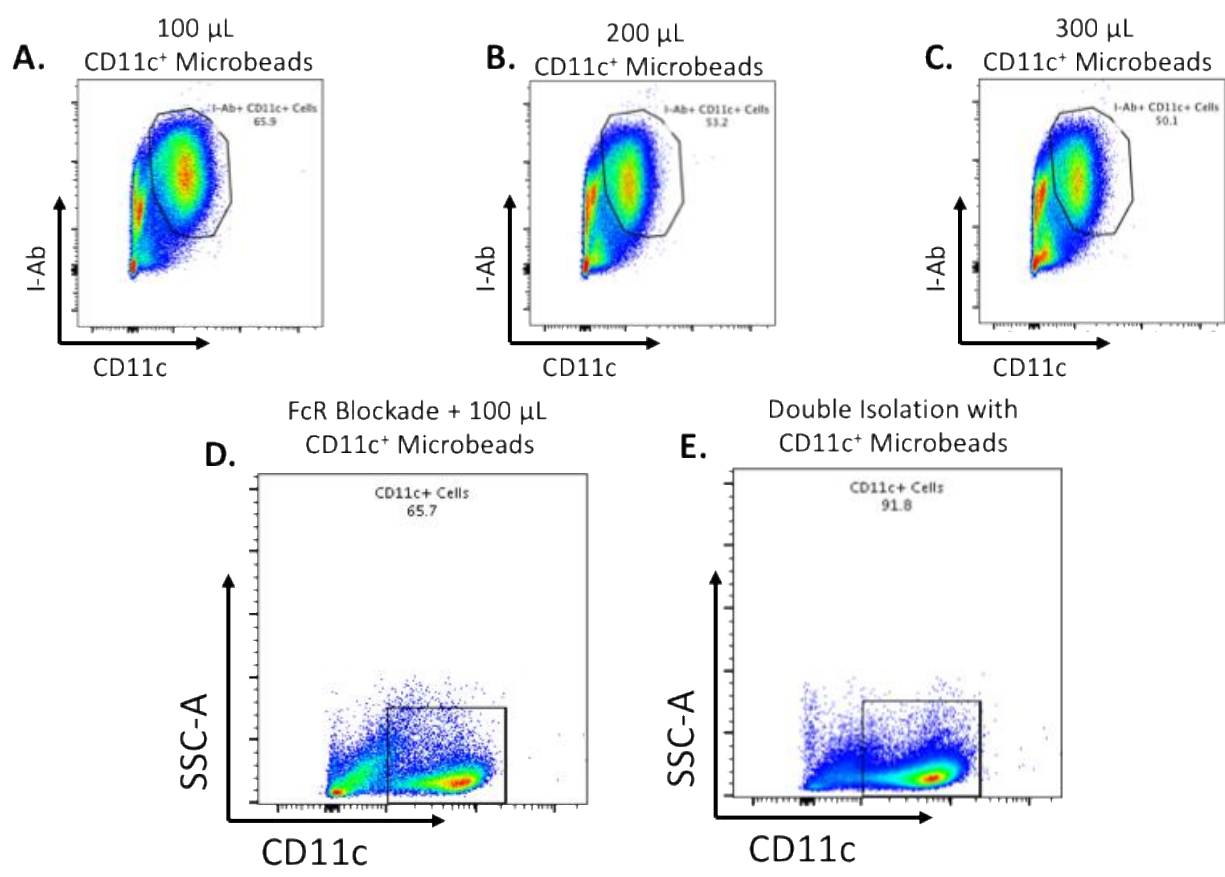 A.
100 µL
CD11c⁺ Microbeads
I-Ab+ CD11c+ Cells
65.9
I-Ab
CD11c
B.
200 µL
CD11c⁺ Microbeads
I-Ab+ CD11c+ Cells
53.2
I-Ab
CD11c
C.
300 µL
CD11c⁺ Microbeads
I-Ab+ CD11c+ Cells
50.1
I-Ab
CD11c
D.
FcR Blockade + 100 µL
CD11c⁺ Microbeads
CD11c+ Cells
65.7
SSC-A
CD11c
E.
Double Isolation with
CD11c⁺ Microbeads
CD11c+ Cells
91.8
SSC-A
CD11c